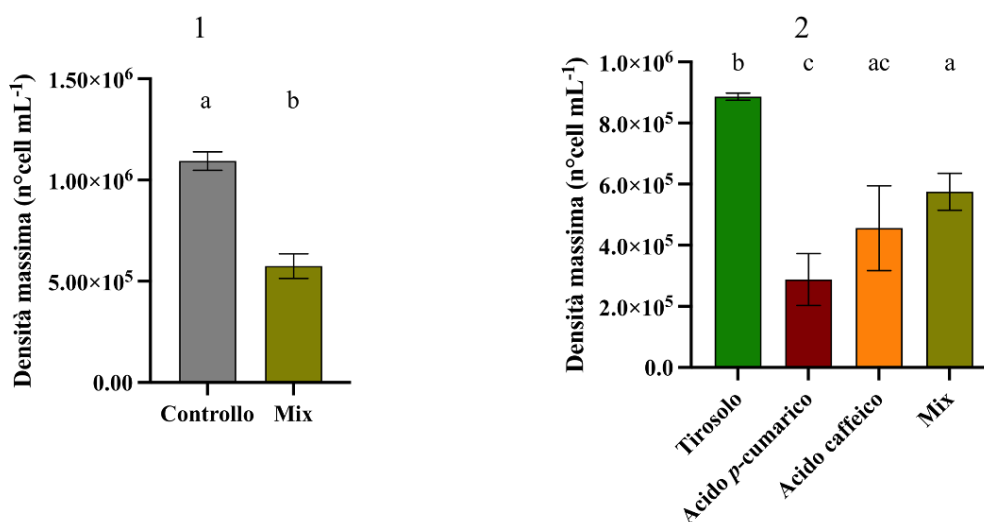 1
Densità massima (n°cell mL⁻¹)
1.50×10⁶
1.00×10⁶
5.00×10⁵
0.00
a
b
Controllo
Mix
2
Densità massima (n°cell mL⁻¹)
1.0×10⁶
8.0×10⁵
6.0×10⁵
4.0×10⁵
2.0×10⁵
0.0
b
c
ac
a
Tirosolo
Acido p-cumarico
Acido caffeico
Mix